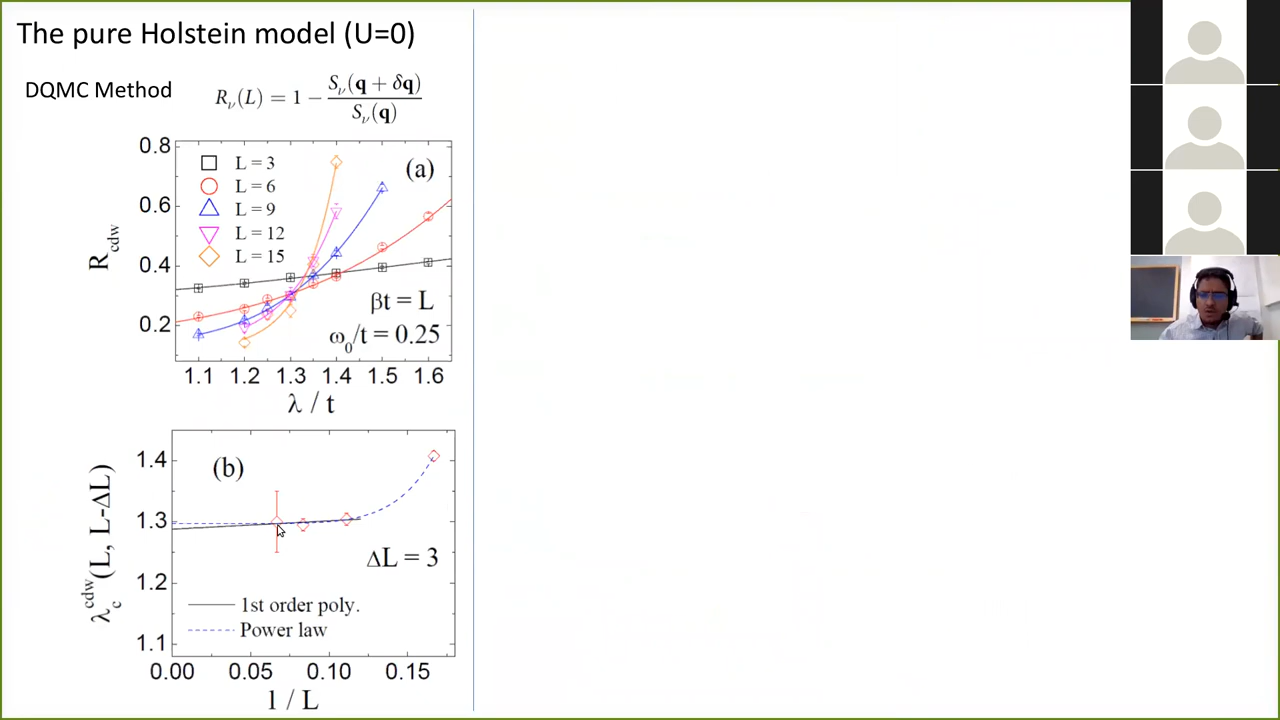 The pure Holstein model (U=0)
DQMC Method
R_ν(L) = 1 − S_ν(q + δq) / S_ν(q)
0.8
0.6
0.4
0.2
R_cdw
L = 3
L = 6
L = 9
L = 12
L = 15
(a)
βt = L
ω_0/t = 0.25
1.1 1.2 1.3 1.4 1.5 1.6
λ / t
1.4
1.3
1.2
1.1
λ_c^cdw(L, L-ΔL)
(b)
ΔL = 3
1st order poly.
Power law
0.00 0.05 0.10 0.15
1 / L